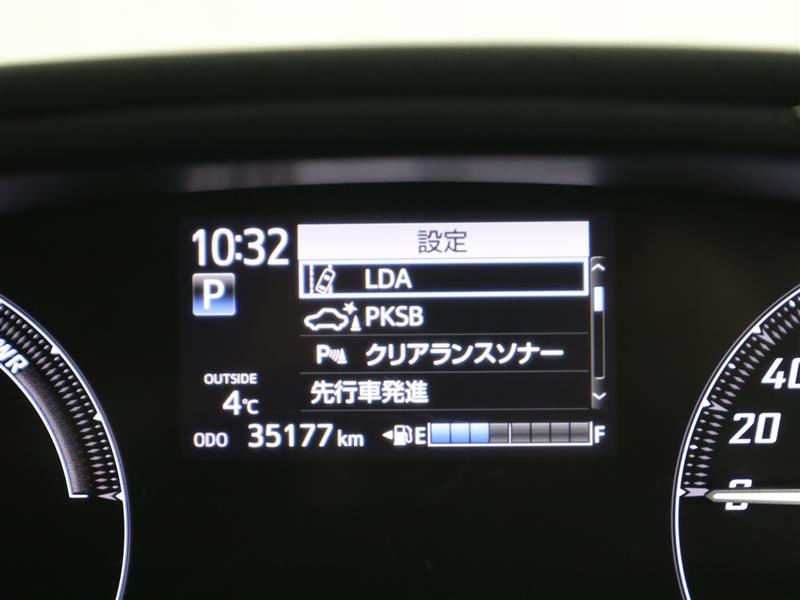 10:32
設定
LDA
P
PKSB
P クリアランスソナー
OUTSIDE
4℃
先行車発進
ODO 35177 km
E F
WR
40
20
0